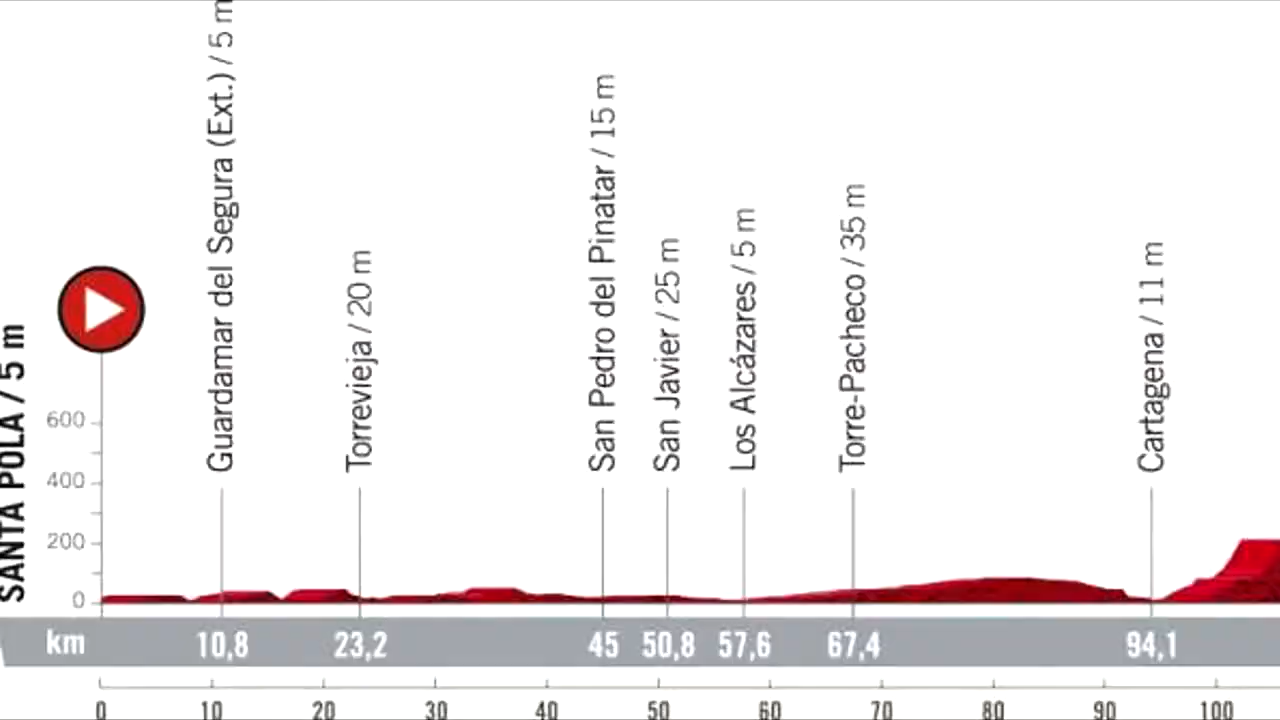 SANTA POLA / 5 m
Guardamar del Segura (Ext.) / 5 m
Torrevieja / 20 m
San Pedro del Pinatar / 15 m
San Javier / 25 m
Los Alcázares / 5 m
Torre-Pacheco / 35 m
Cartagena / 11 m
600
400
200
0
km 10,8 23,2 45 50,8 57,6 67,4 94,1
0 10 20 30 40 50 60 70 80 90 100